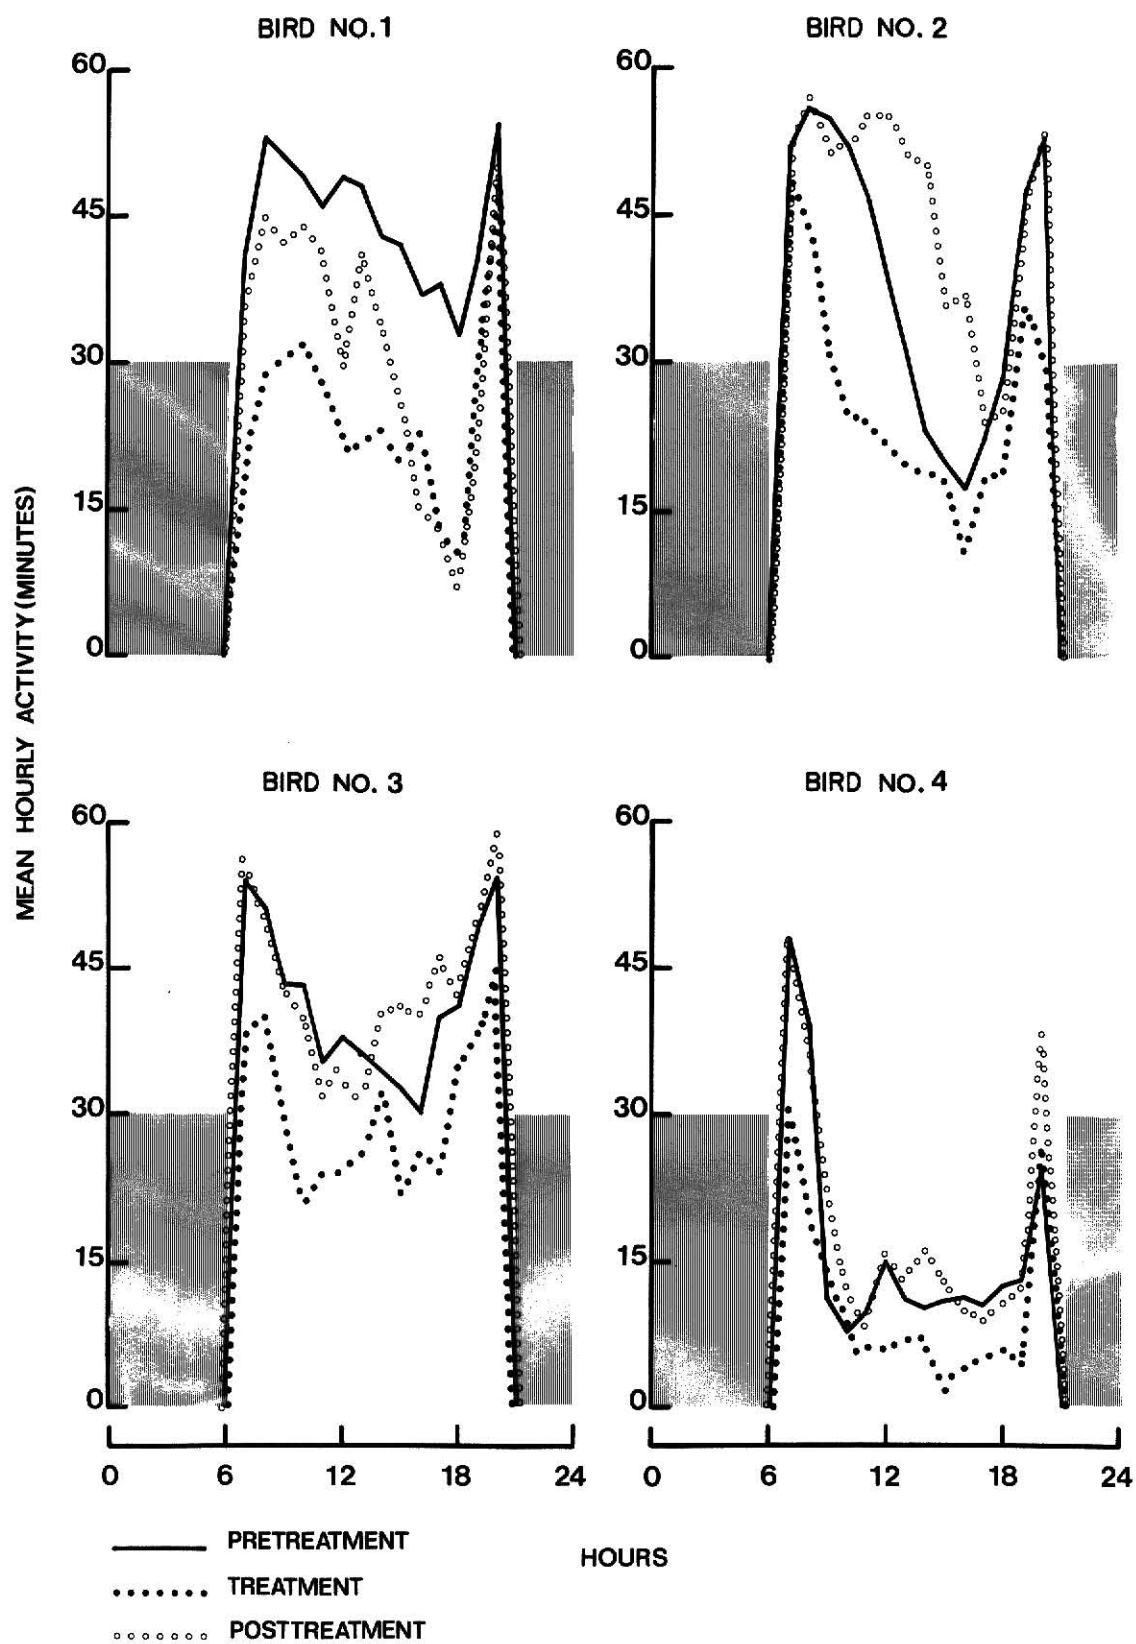 BIRD NO.1
BIRD NO. 2
60
45
30
15
0
60
45
30
15
0
MEAN HOURLY ACTIVITY (MINUTES)
BIRD NO. 3
BIRD NO. 4
60
45
30
15
0
60
45
30
15
0
0 6 12 18 24
0 6 12 18 24
HOURS
PRETREATMENT
TREATMENT
POSTTREATMENT